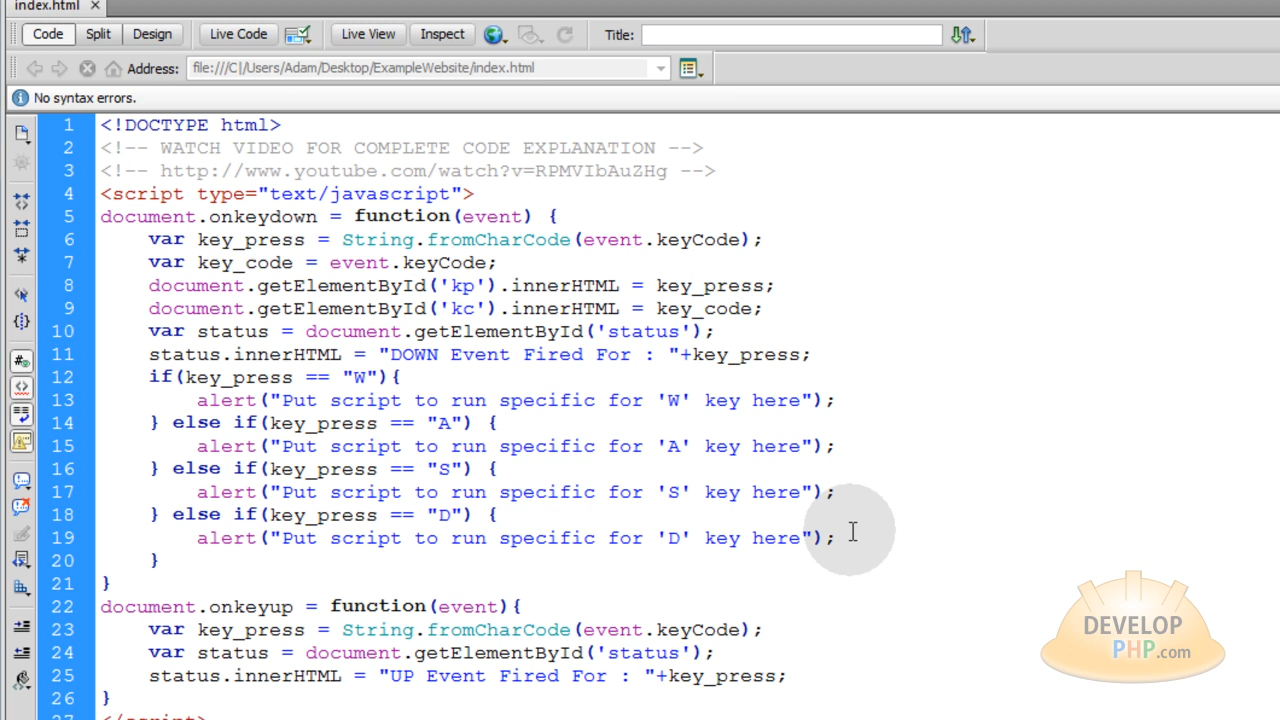 index.html ×
Code Split Design Live Code Live View Inspect Title:
Address: file:///C|/Users/Adam/Desktop/ExampleWebsite/index.html
No syntax errors.
1 <!DOCTYPE html>
2 <!-- WATCH VIDEO FOR COMPLETE CODE EXPLANATION -->
3 <!-- http://www.youtube.com/watch?v=RPMVIbAuZHg -->
4 <script type="text/javascript">
5 document.onkeydown = function(event) {
6     var key_press = String.fromCharCode(event.keyCode);
7     var key_code = event.keyCode;
8     document.getElementById('kp').innerHTML = key_press;
9     document.getElementById('kc').innerHTML = key_code;
10     var status = document.getElementById('status');
11     status.innerHTML = "DOWN Event Fired For : "+key_press;
12     if(key_press == "W"){
13         alert("Put script to run specific for 'W' key here");
14     } else if(key_press == "A") {
15         alert("Put script to run specific for 'A' key here");
16     } else if(key_press == "S") {
17         alert("Put script to run specific for 'S' key here");
18     } else if(key_press == "D") {
19         alert("Put script to run specific for 'D' key here");
20     }
21 }
22 document.onkeyup = function(event){
23     var key_press = String.fromCharCode(event.keyCode);
24     var status = document.getElementById('status');
25     status.innerHTML = "UP Event Fired For : "+key_press;
26 }
27 </script>
DEVELOP
PHP.com